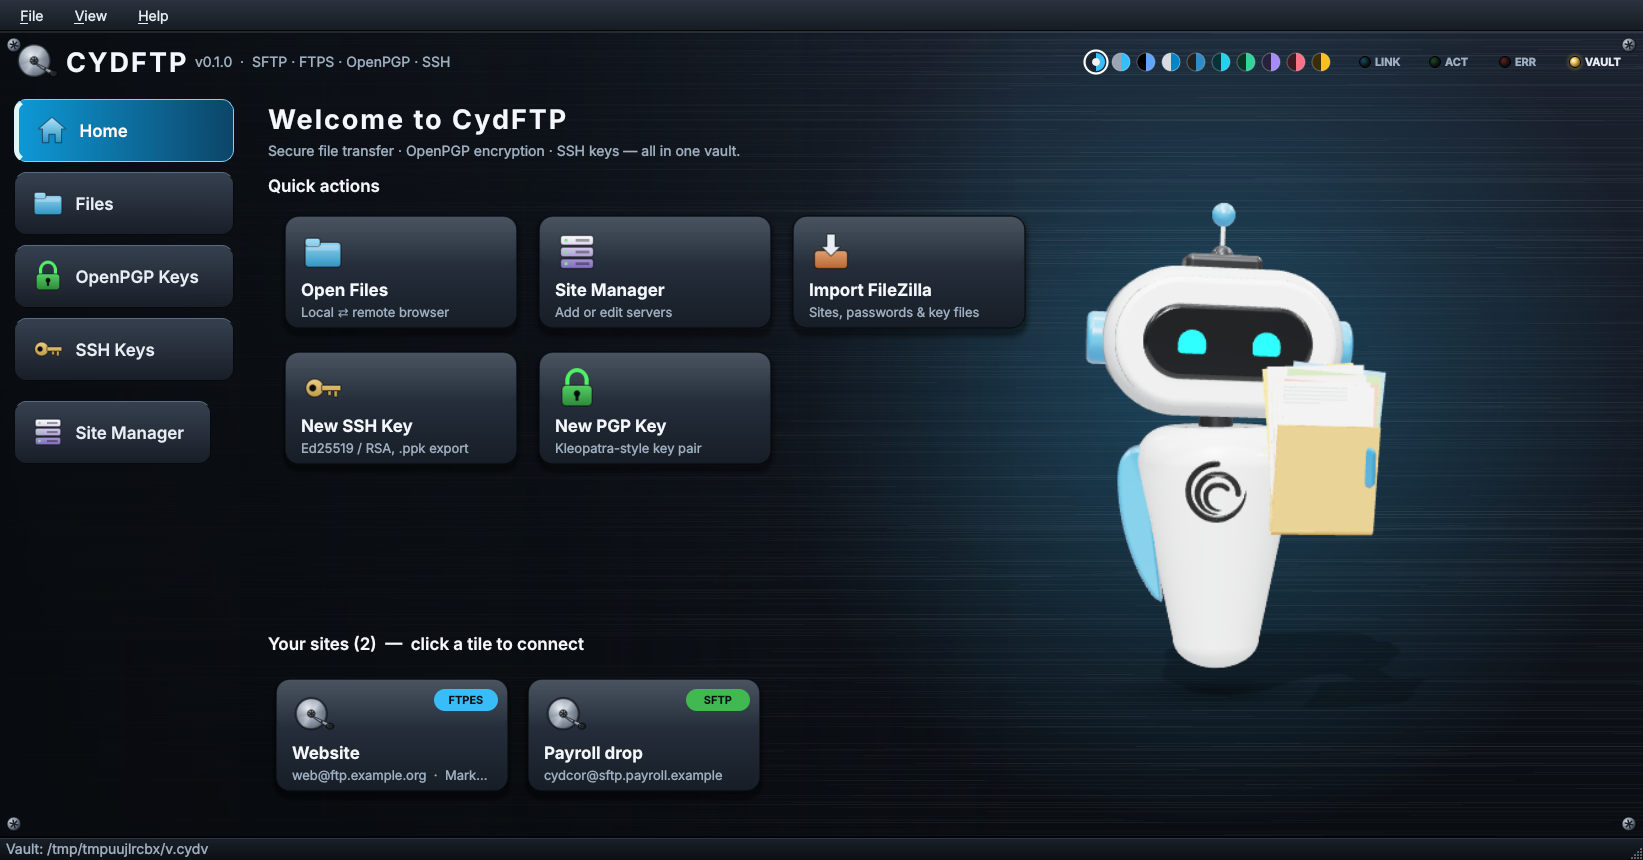 File View Help
CYDFTP v0.1.0 · SFTP · FTPS · OpenPGP · SSH
LINK ACT ERR VAULT
Home
Files
OpenPGP Keys
SSH Keys
Site Manager
Welcome to CydFTP
Secure file transfer · OpenPGP encryption · SSH keys — all in one vault.
Quick actions
Open Files
Local ⇄ remote browser
Site Manager
Add or edit servers
Import FileZilla
Sites, passwords & key files
New SSH Key
Ed25519 / RSA, .ppk export
New PGP Key
Kleopatra-style key pair
Your sites (2) — click a tile to connect
FTPES
Website
web@ftp.example.org · Mark...
SFTP
Payroll drop
cydcor@sftp.payroll.example
Vault: /tmp/tmpuujlrcbx/v.cydv